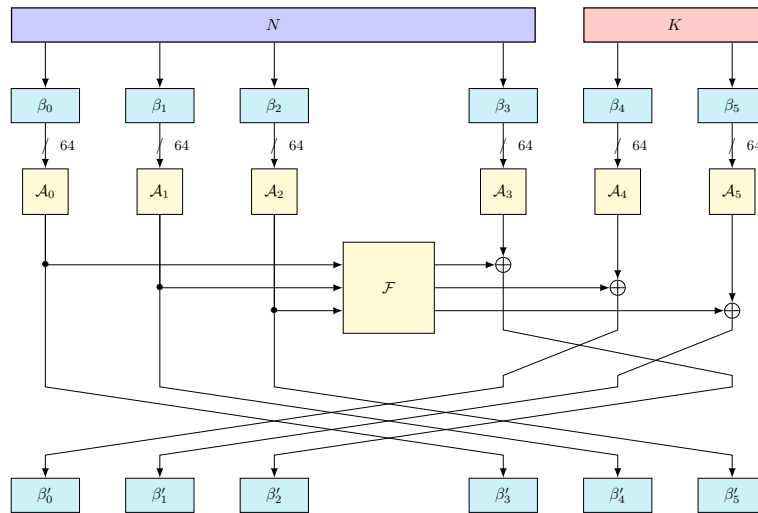 N K
β₀ β₁ β₂ β₃ β₄ β₅
64 64 64 64 64 64
𝒜₀ 𝒜₁ 𝒜₂ 𝒜₃ 𝒜₄ 𝒜₅
ℱ
β′₀ β′₁ β′₂ β′₃ β′₄ β′₅